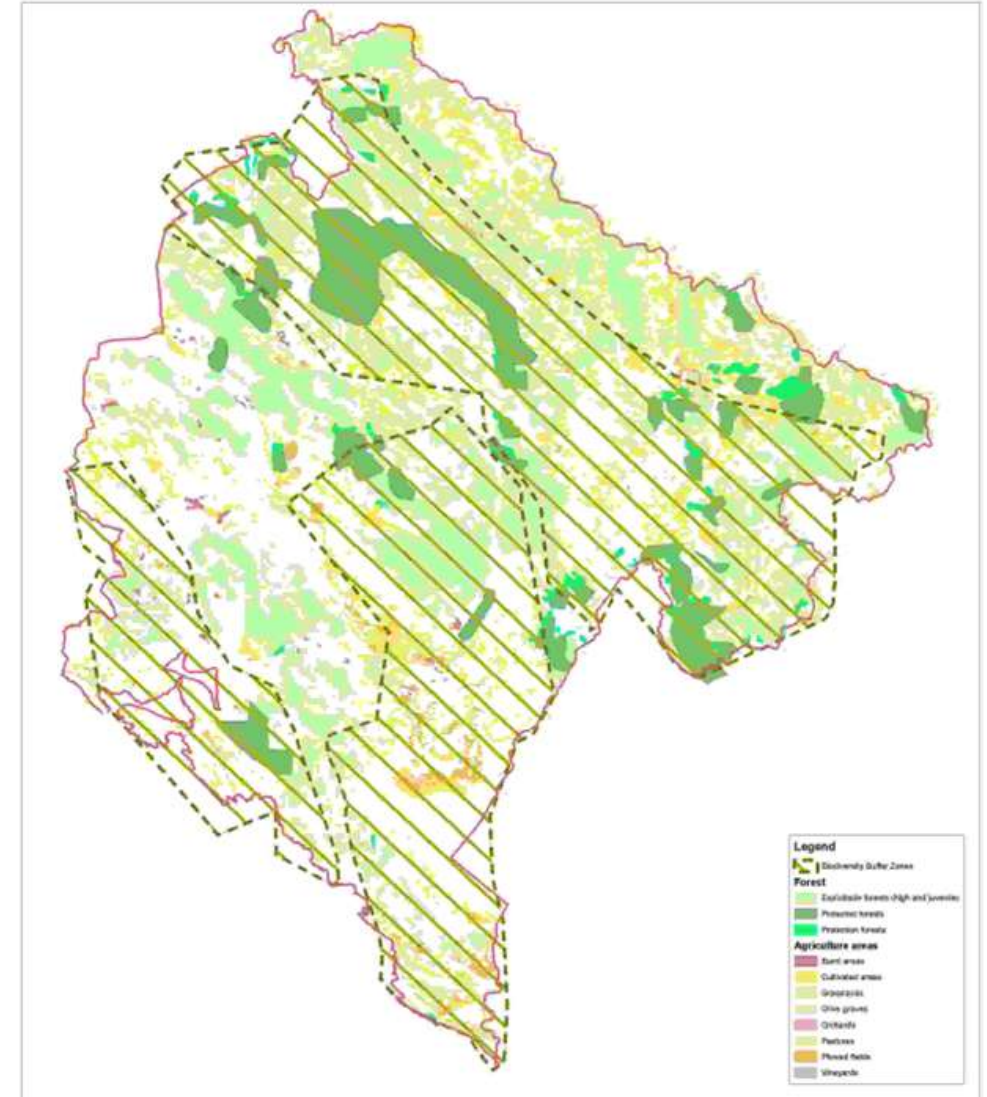 Legend
Biodiversity Buffer Zones
Forest
Exploitable forests (high and juvenile)
Protected forests
Protection forests
Agriculture areas
Burnt areas
Cultivated areas
Grasslands
Olive groves
Orchards
Pastures
Plowed fields
Vineyards